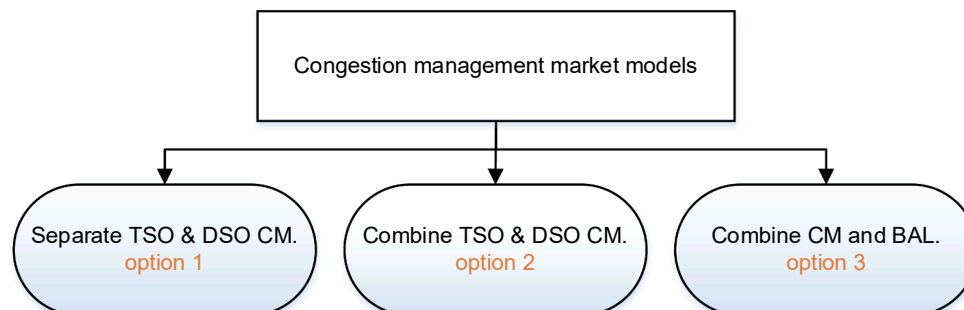 Congestion management market models
Separate TSO & DSO CM.
option 1
Combine TSO & DSO CM.
option 2
Combine CM and BAL.
option 3